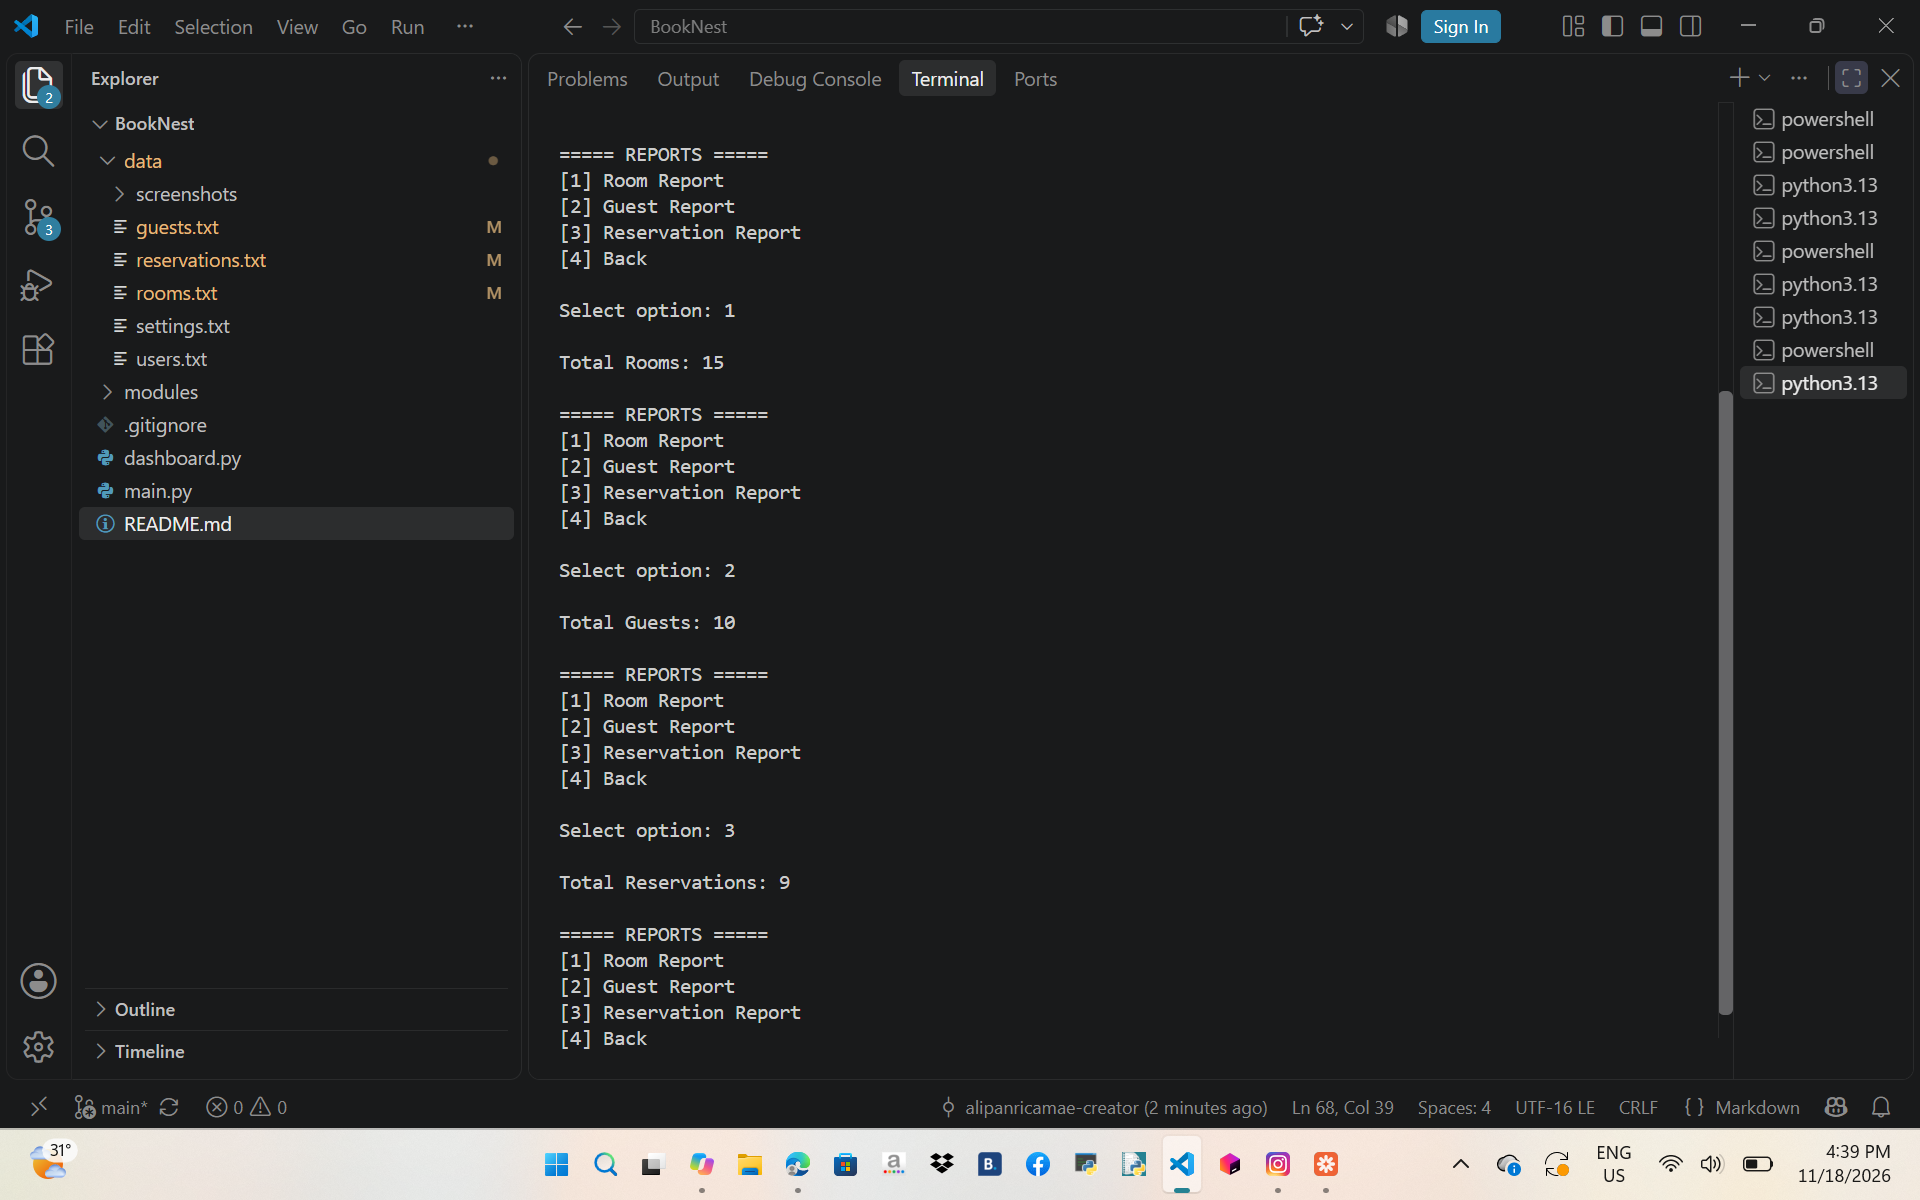 File Edit Selection View Go Run ···
BookNest
Sign In
Explorer
BookNest
data
screenshots
guests.txt M
reservations.txt M
rooms.txt M
settings.txt
users.txt
modules
.gitignore
dashboard.py
main.py
README.md
Outline
Timeline
2
3
Problems Output Debug Console Terminal Ports
===== REPORTS =====
[1] Room Report
[2] Guest Report
[3] Reservation Report
[4] Back
Select option: 1
Total Rooms: 15
===== REPORTS =====
[1] Room Report
[2] Guest Report
[3] Reservation Report
[4] Back
Select option: 2
Total Guests: 10
===== REPORTS =====
[1] Room Report
[2] Guest Report
[3] Reservation Report
[4] Back
Select option: 3
Total Reservations: 9
===== REPORTS =====
[1] Room Report
[2] Guest Report
[3] Reservation Report
[4] Back
powershell
powershell
python3.13
python3.13
powershell
python3.13
python3.13
powershell
python3.13
main* 0 0 alipanricamae-creator (2 minutes ago) Ln 68, Col 39 Spaces: 4 UTF-16 LE CRLF { } Markdown
31°
a
B.
ENG
US
4:39 PM
11/18/2026